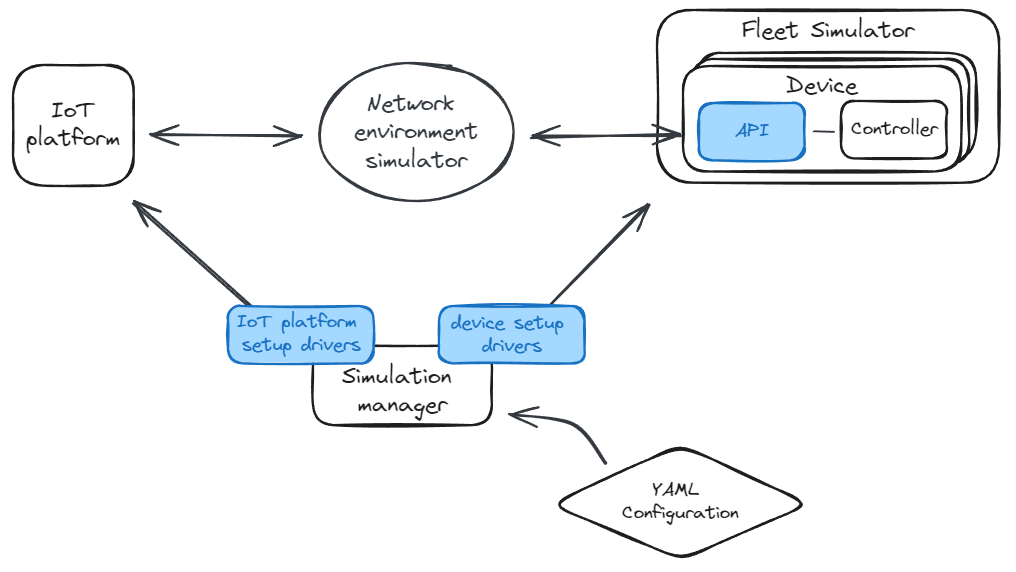 Fleet Simulator
IoT
platform
Network
environment
simulator
Device
API
Controller
IoT platform
setup drivers
device setup
drivers
Simulation
manager
YAML
Configuration